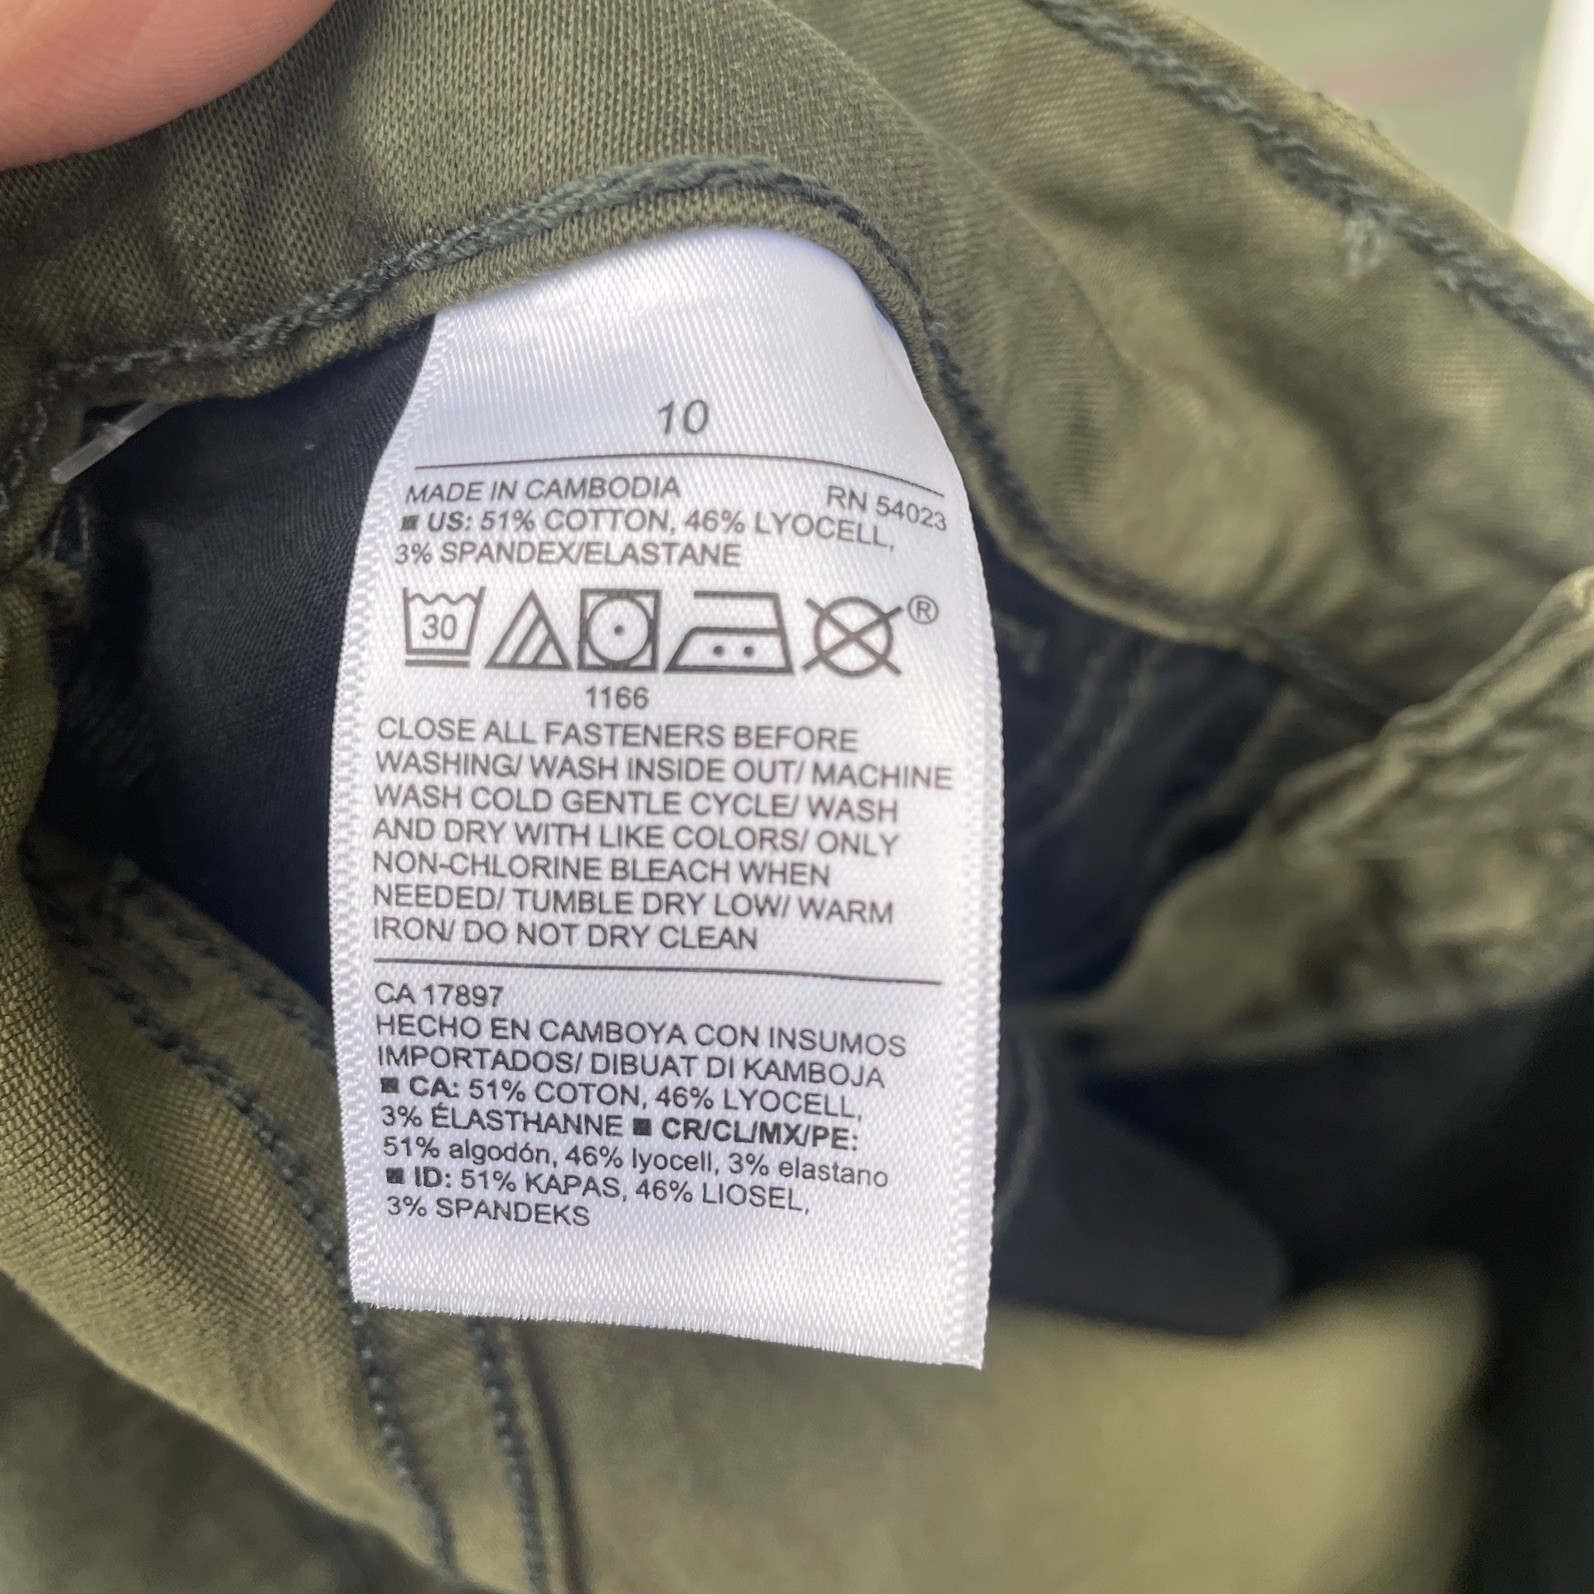 10
MADE IN CAMBODIA RN 54023
US: 51% COTTON, 46% LYOCELL,
3% SPANDEX/ELASTANE
30 ®
1166
CLOSE ALL FASTENERS BEFORE
WASHING/ WASH INSIDE OUT/ MACHINE
WASH COLD GENTLE CYCLE/ WASH
AND DRY WITH LIKE COLORS/ ONLY
NON-CHLORINE BLEACH WHEN
NEEDED/ TUMBLE DRY LOW/ WARM
IRON/ DO NOT DRY CLEAN
CA 17897
HECHO EN CAMBOYA CON INSUMOS
IMPORTADOS/ DIBUAT DI KAMBOJA
■ CA: 51% COTON, 46% LYOCELL,
3% ÉLASTHANNE ■ CR/CL/MX/PE:
51% algodón, 46% lyocell, 3% elastano
■ ID: 51% KAPAS, 46% LIOSEL,
3% SPANDEKS